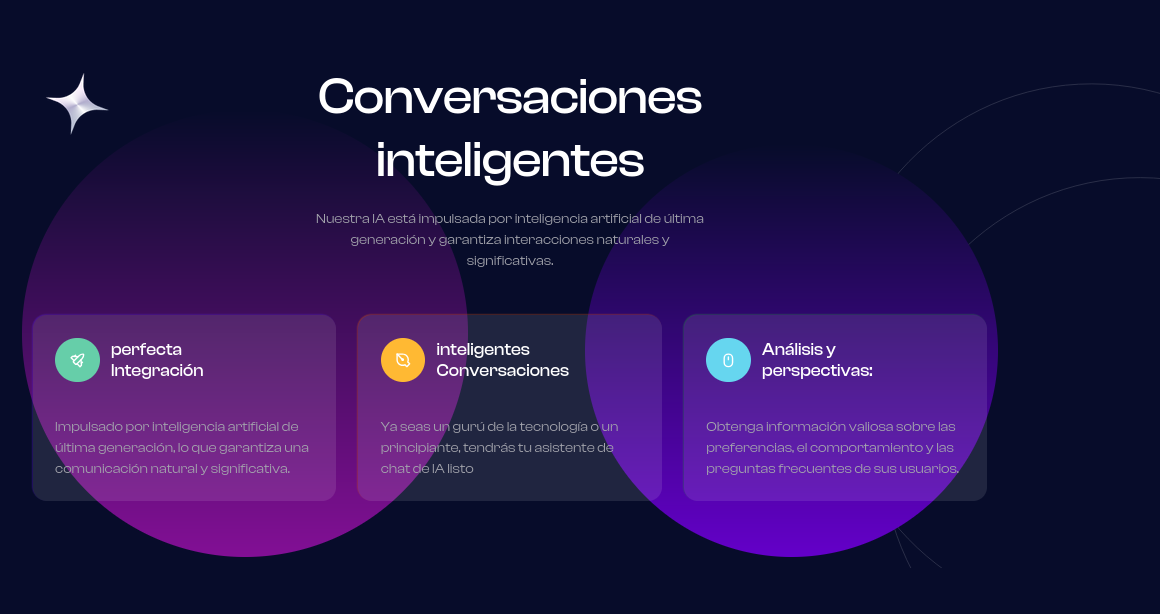 Conversaciones
inteligentes
Nuestra IA está impulsada por inteligencia artificial de última
generación y garantiza interacciones naturales y
significativas.
perfecta
Integración
Impulsado por inteligencia artificial de
última generación, lo que garantiza una
comunicación natural y significativa.
inteligentes
Conversaciones
Ya seas un gurú de la tecnología o un
principiante, tendrás tu asistente de
chat de IA listo
Análisis y
perspectivas:
Obtenga información valiosa sobre las
preferencias, el comportamiento y las
preguntas frecuentes de sus usuarios.